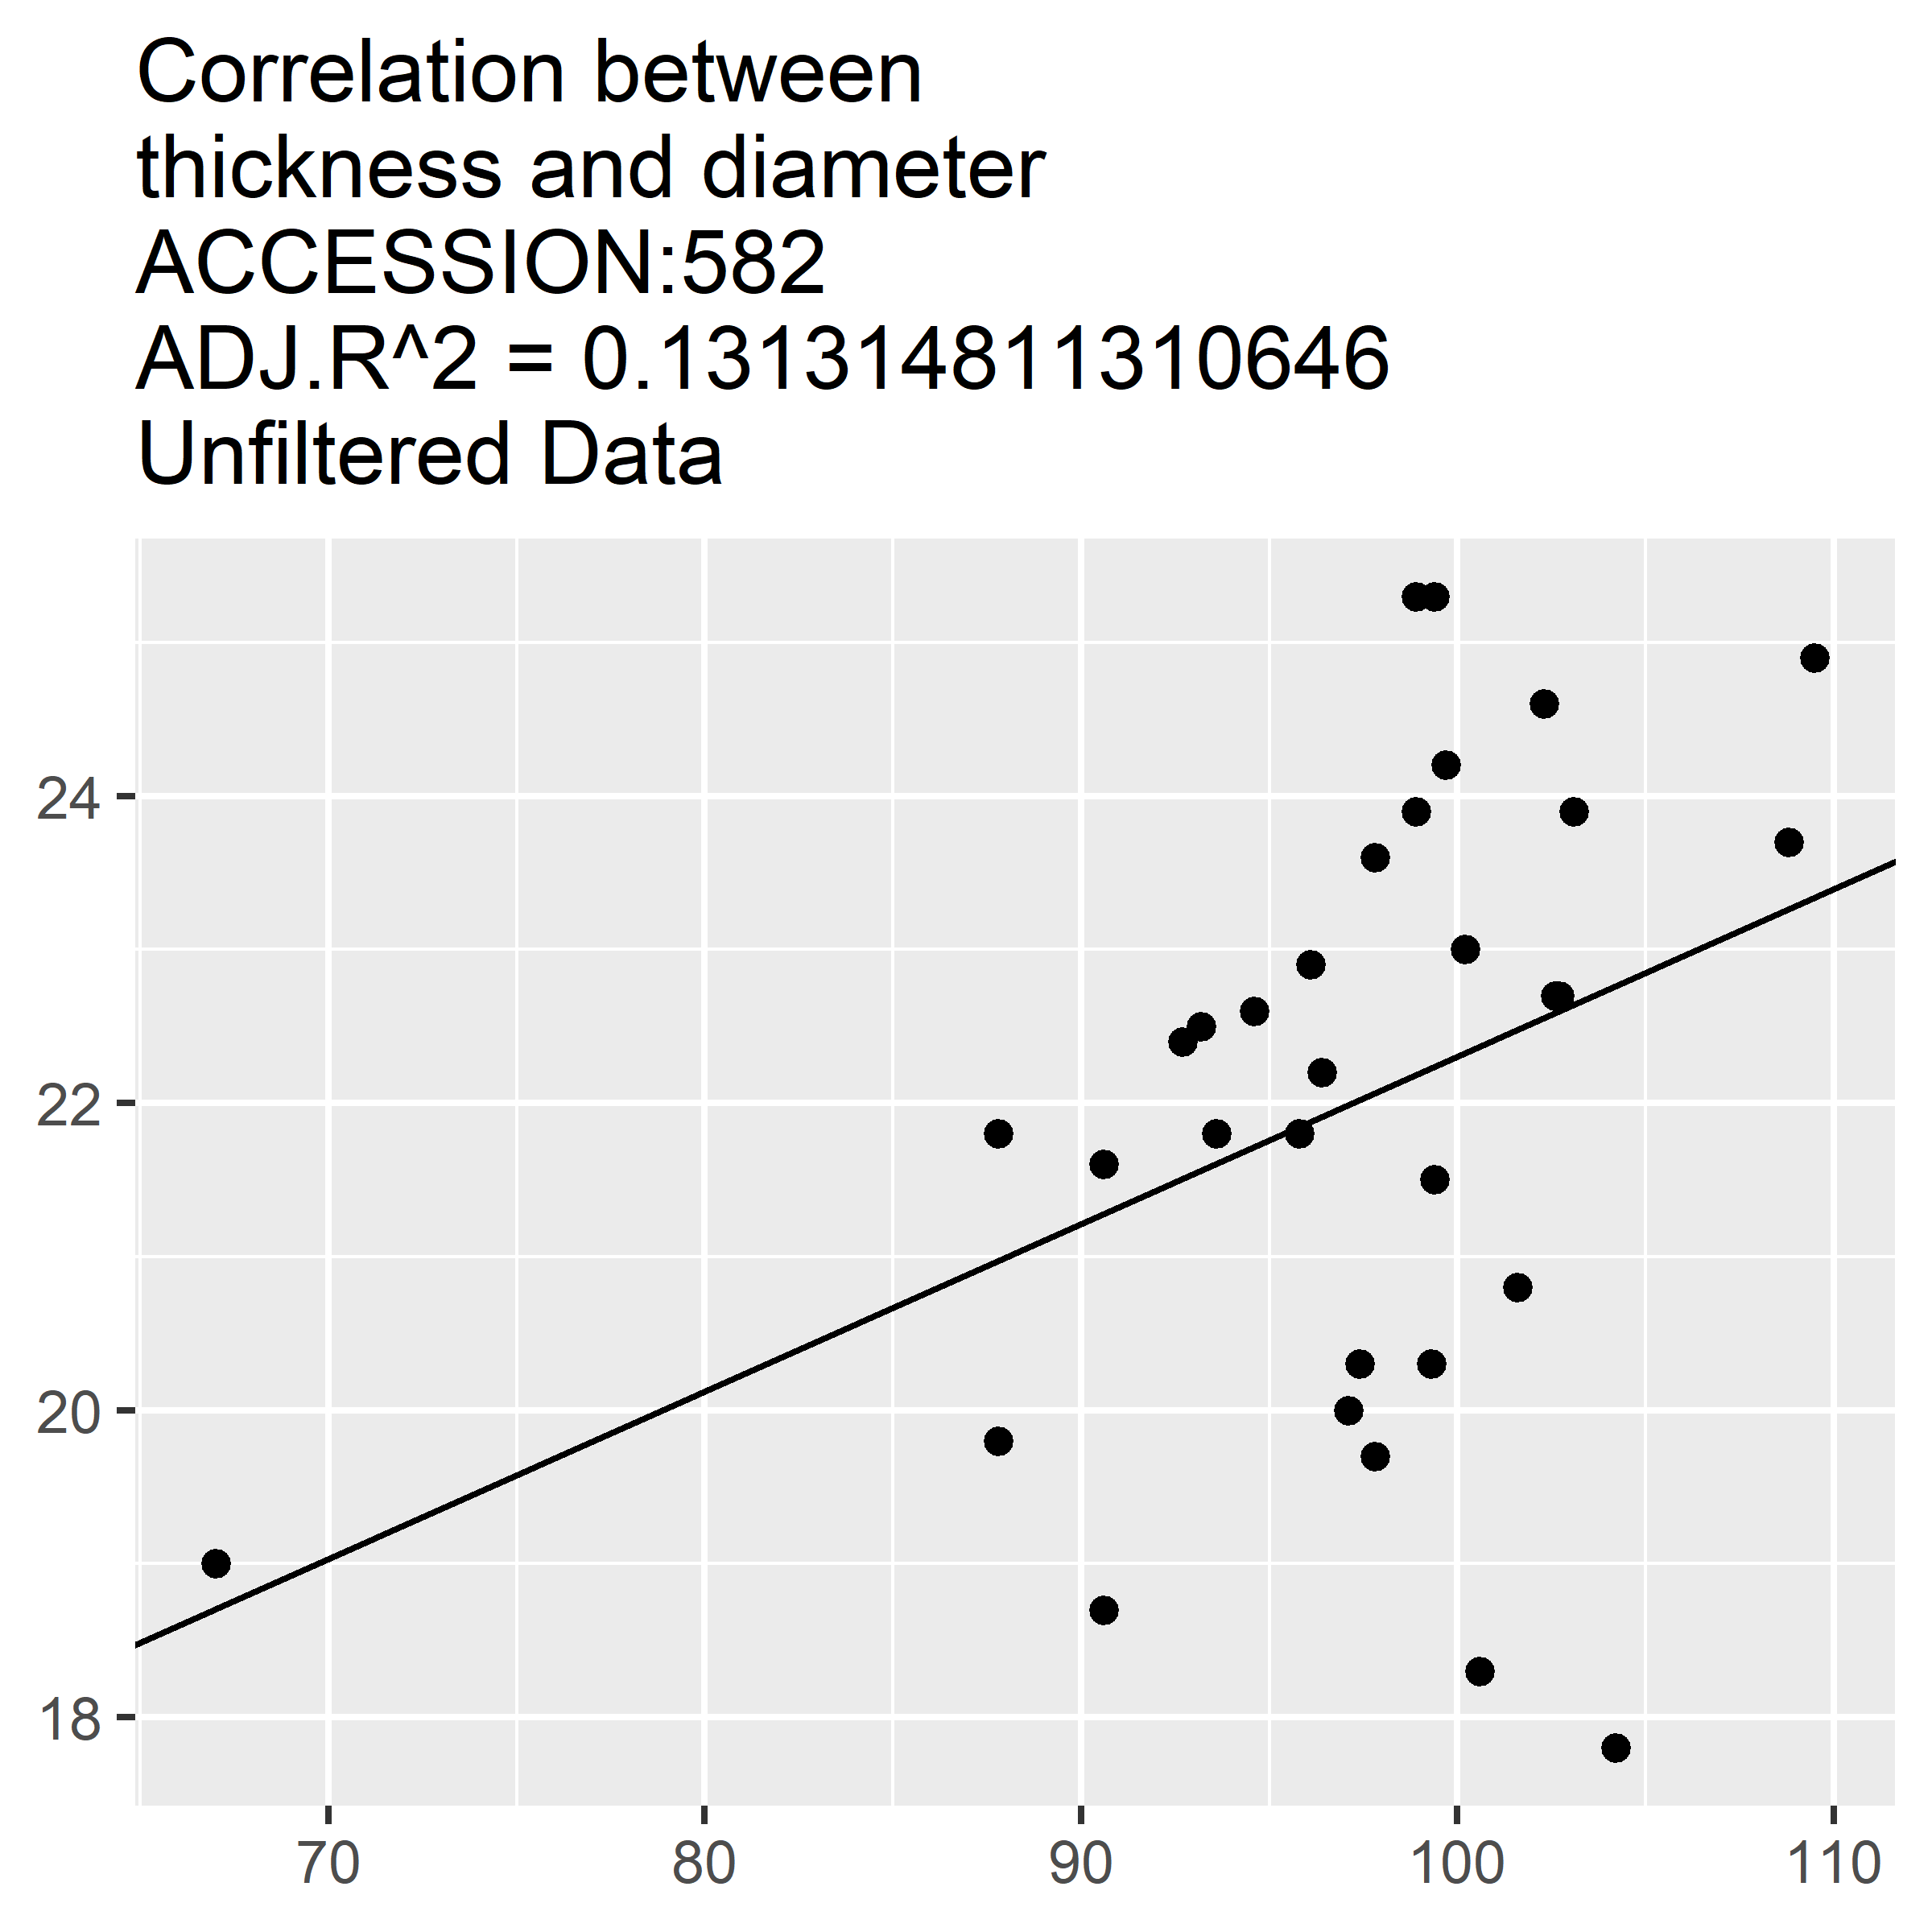 Correlation between
thickness and diameter
ACCESSION:582
ADJ.R^2 = 0.131314811310646
Unfiltered Data
24
22
20
18
70 80 90 100 110